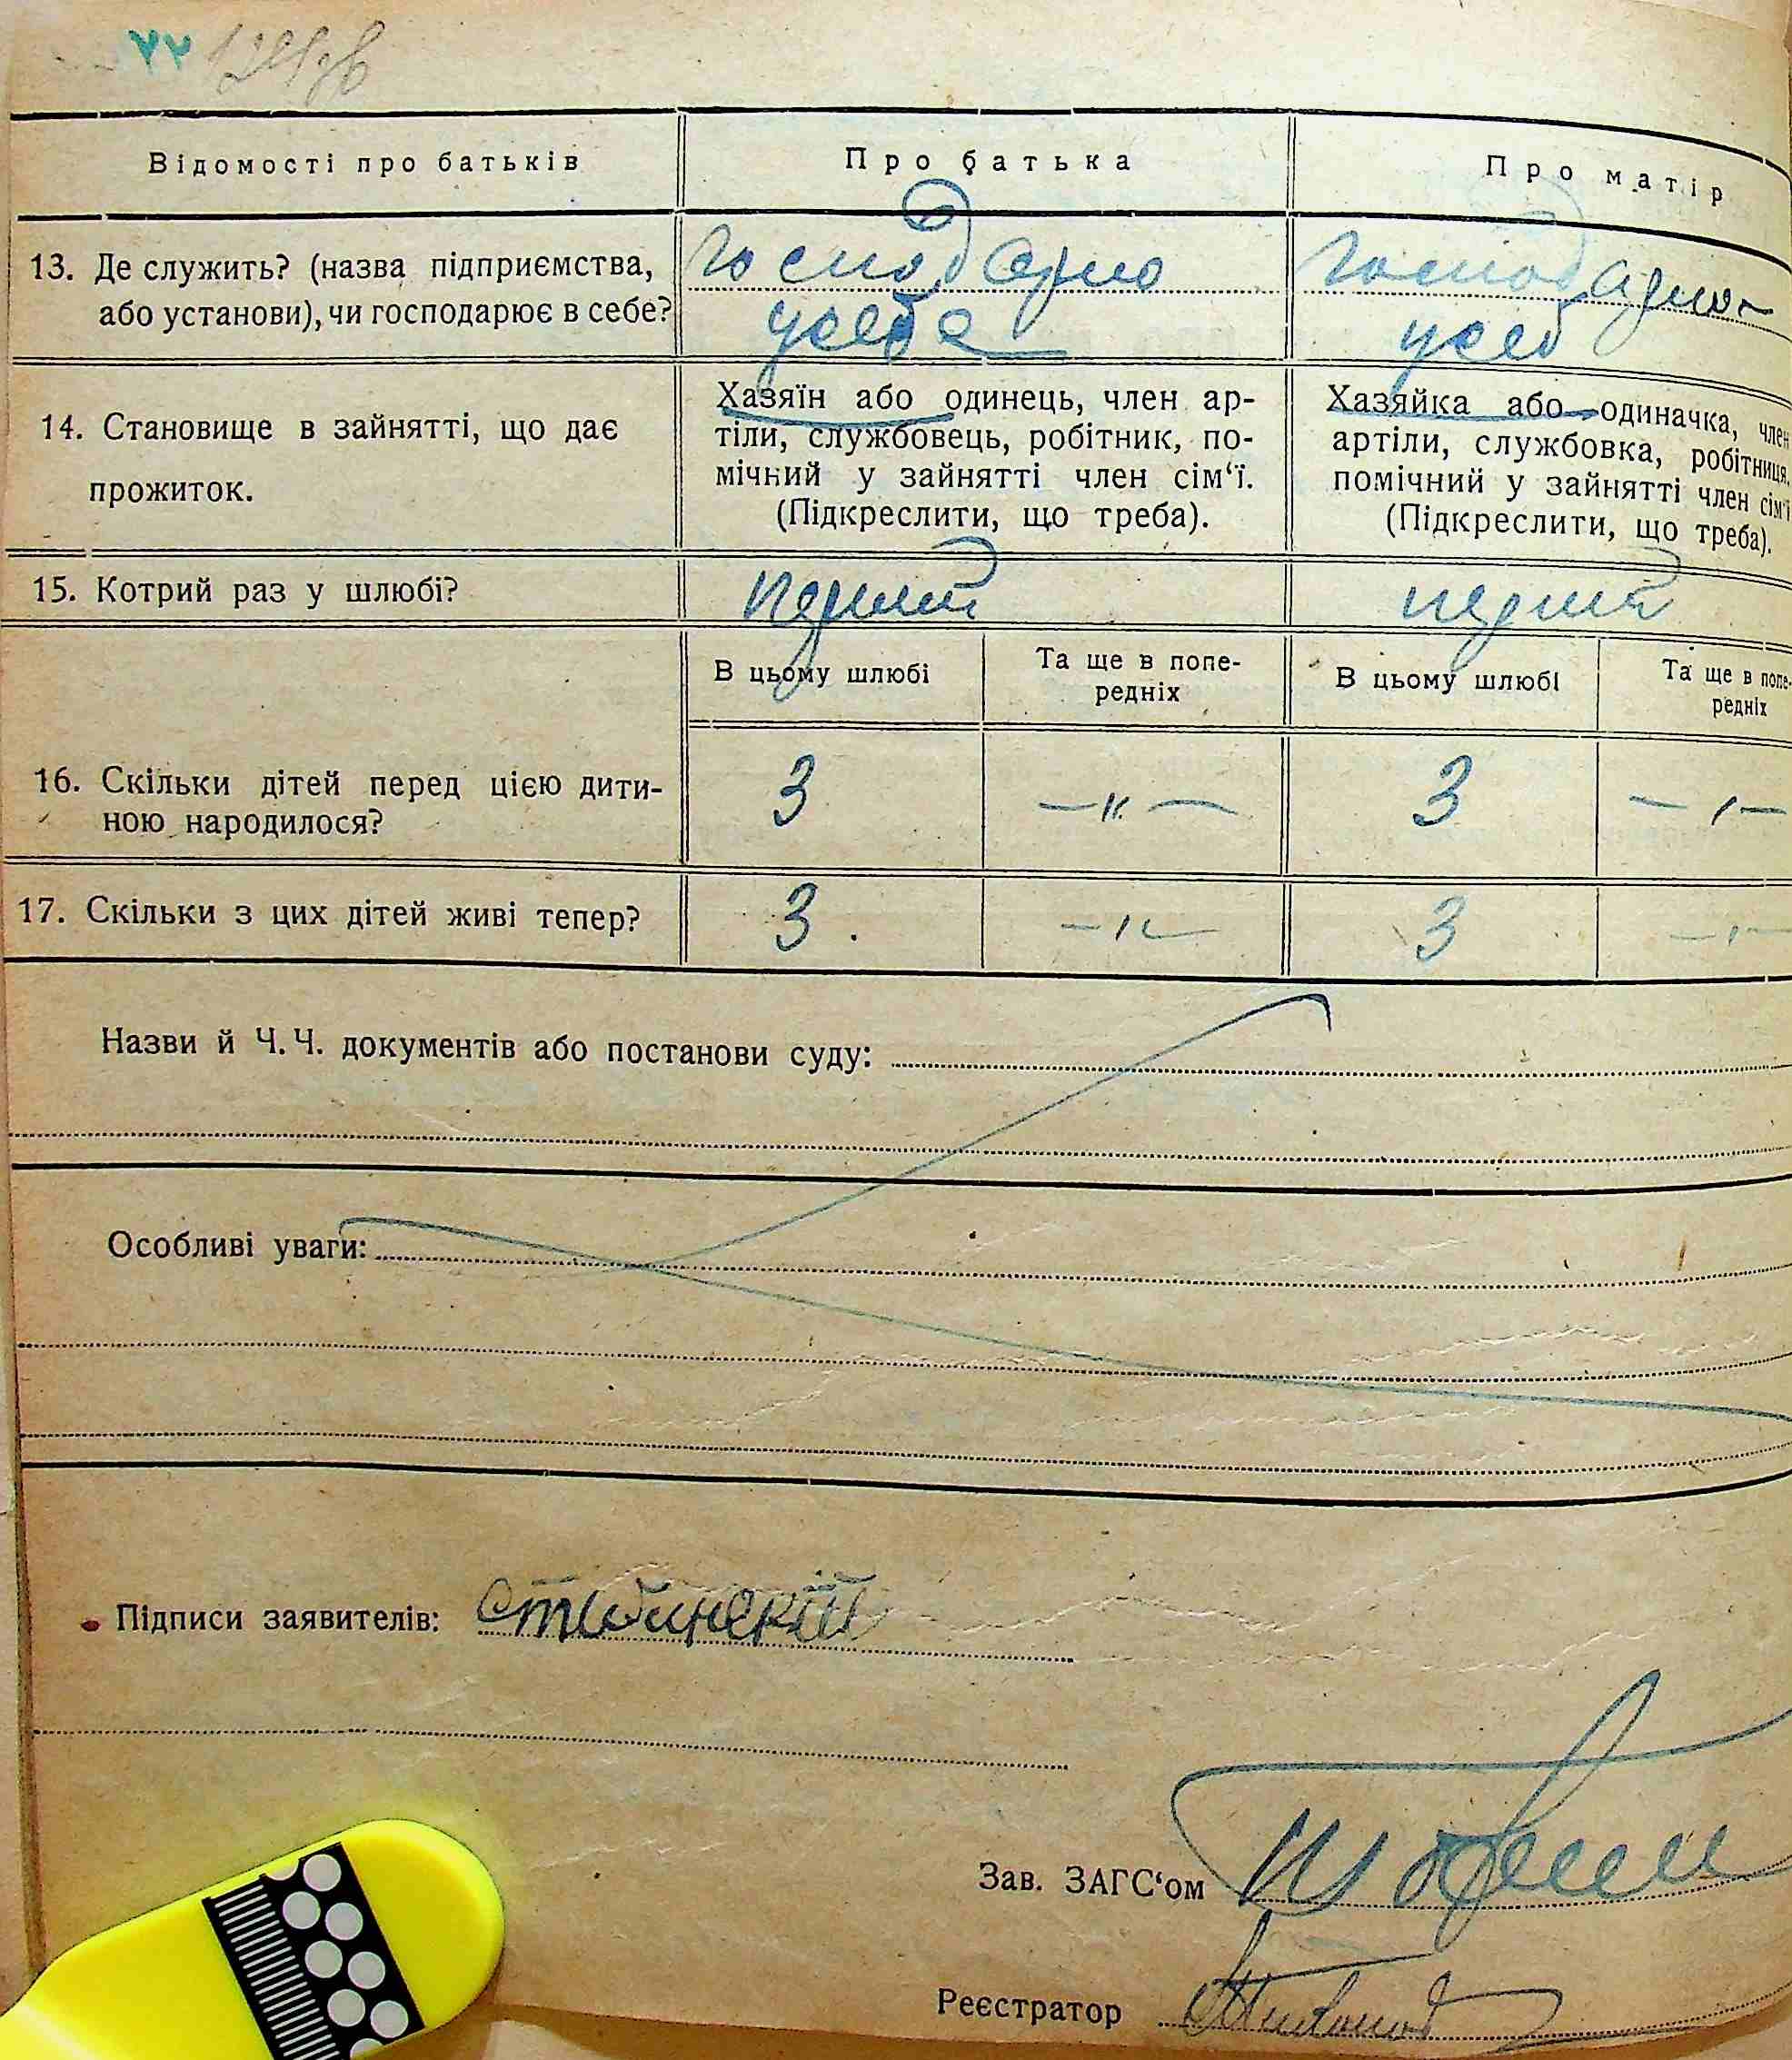 Відомості про батьків
Про батька
Про матір
13. Де служить? (назва підприємства,
або установи), чи господарює в себе?
господарює
усебе
господарює
усеб
14. Становище в зайнятті, що дає
прожиток.
Хазяїн або одинець, член ар-
тіли, службовець, робітник, по-
мічний у зайнятті член сім‘ї.
(Підкреслити, що треба).
Хазяйка або одиначка, член
артіли, службовка, робітниця,
помічний у зайнятті член сім‘ї
(Підкреслити, що треба).
15. Котрий раз у шлюбі?
перший
перший
В цьому шлюбі
Та ще в попе-
редніх
В цьому шлюбі
Та ще в попе-
редніх
16. Скільки дітей перед цією дити-
ною народилося?
3
—"—
3
—"—
17. Скільки з цих дітей живі тепер?
3
—"—
3
—"—
Назви й Ч.Ч. документів або постанови суду:
Особливі уваги:
Підписи заявителів:
Зав. ЗАГС‘ом
Реєстратор